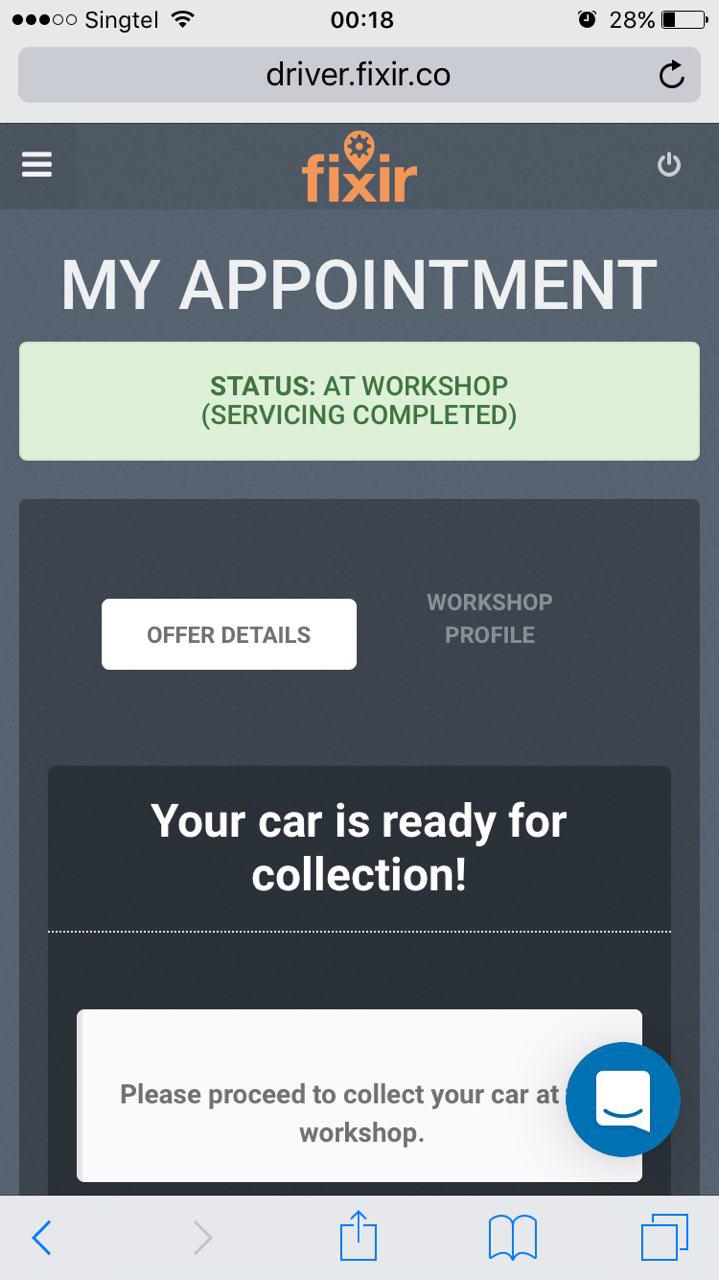 Singtel 00:18 28%
driver.fixir.co
fixir
MY APPOINTMENT
STATUS: AT WORKSHOP
(SERVICING COMPLETED)
OFFER DETAILS
WORKSHOP
PROFILE
Your car is ready for
collection!
Please proceed to collect your car at
workshop.